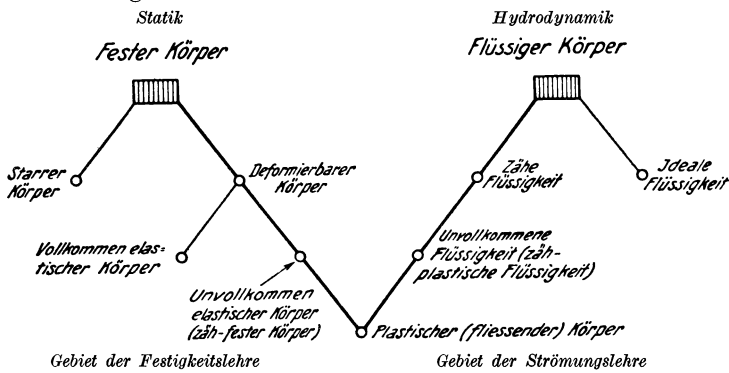 Statik
Hydrodynamik
Fester Körper
Flüssiger Körper
Starrer
Körper
Deformierbarer
Körper
Zähe
Flüssigkeit
Jdeale
Flüssigkeit
Vollkommen elas=
tischer Körper
Unvollkommene
Flüssigkeit (zäh-
plastische Flüssigkeit)
Unvollkommen
elastischer Körper
(zäh-fester Körper)
Plastischer (fliessender) Körper
Gebiet der Festigkeitslehre
Gebiet der Strömungslehre